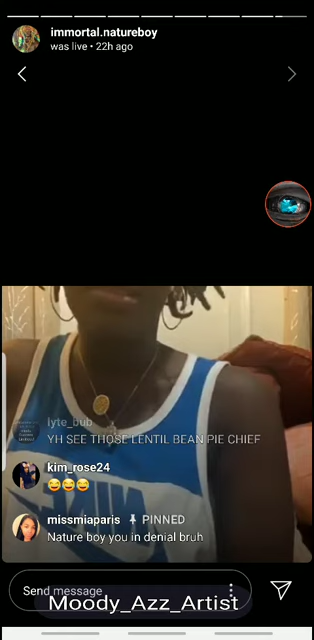 immortal.natureboy
was live • 22h ago
lyte_bub
YH SEE THOSE LENTIL BEAN PIE CHIEF
kim_rose24
😂😂😂
missmiaparis PINNED
Nature boy you in denial bruh
Send message
Moody_Azz_Artist